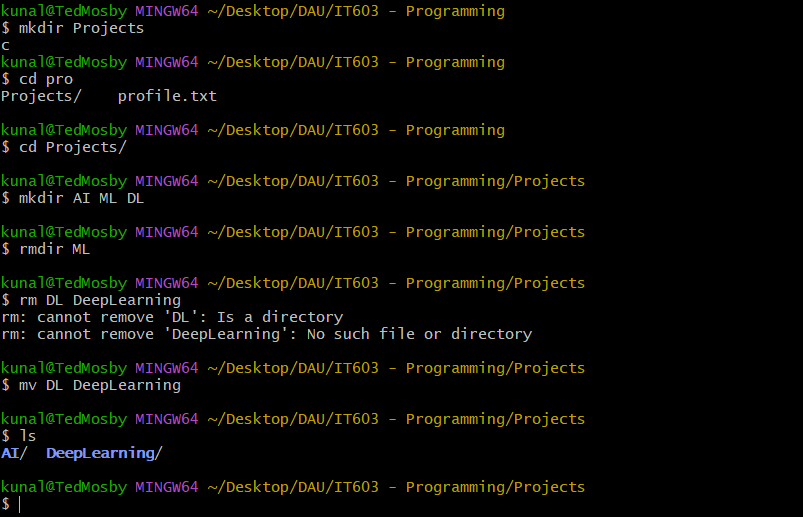 kunal@TedMosby MINGW64 ~/Desktop/DAU/IT603 - Programming
$ mkdir Projects
c
kunal@TedMosby MINGW64 ~/Desktop/DAU/IT603 - Programming
$ cd pro
Projects/    profile.txt

kunal@TedMosby MINGW64 ~/Desktop/DAU/IT603 - Programming
$ cd Projects/

kunal@TedMosby MINGW64 ~/Desktop/DAU/IT603 - Programming/Projects
$ mkdir AI ML DL

kunal@TedMosby MINGW64 ~/Desktop/DAU/IT603 - Programming/Projects
$ rmdir ML

kunal@TedMosby MINGW64 ~/Desktop/DAU/IT603 - Programming/Projects
$ rm DL DeepLearning
rm: cannot remove 'DL': Is a directory
rm: cannot remove 'DeepLearning': No such file or directory

kunal@TedMosby MINGW64 ~/Desktop/DAU/IT603 - Programming/Projects
$ mv DL DeepLearning

kunal@TedMosby MINGW64 ~/Desktop/DAU/IT603 - Programming/Projects
$ ls
AI/  DeepLearning/

kunal@TedMosby MINGW64 ~/Desktop/DAU/IT603 - Programming/Projects
$